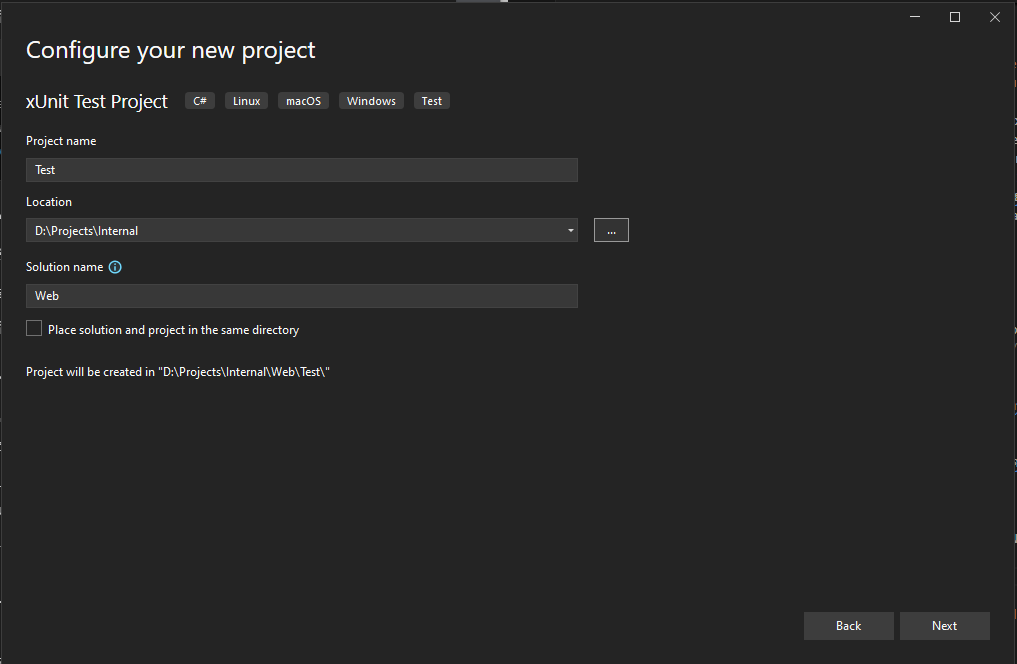 Configure your new project
xUnit Test Project C# Linux macOS Windows Test
Project name
Test
Location
D:\Projects\Internal
...
Solution name
Web
Place solution and project in the same directory
Project will be created in "D:\Projects\Internal\Web\Test\"
Back Next